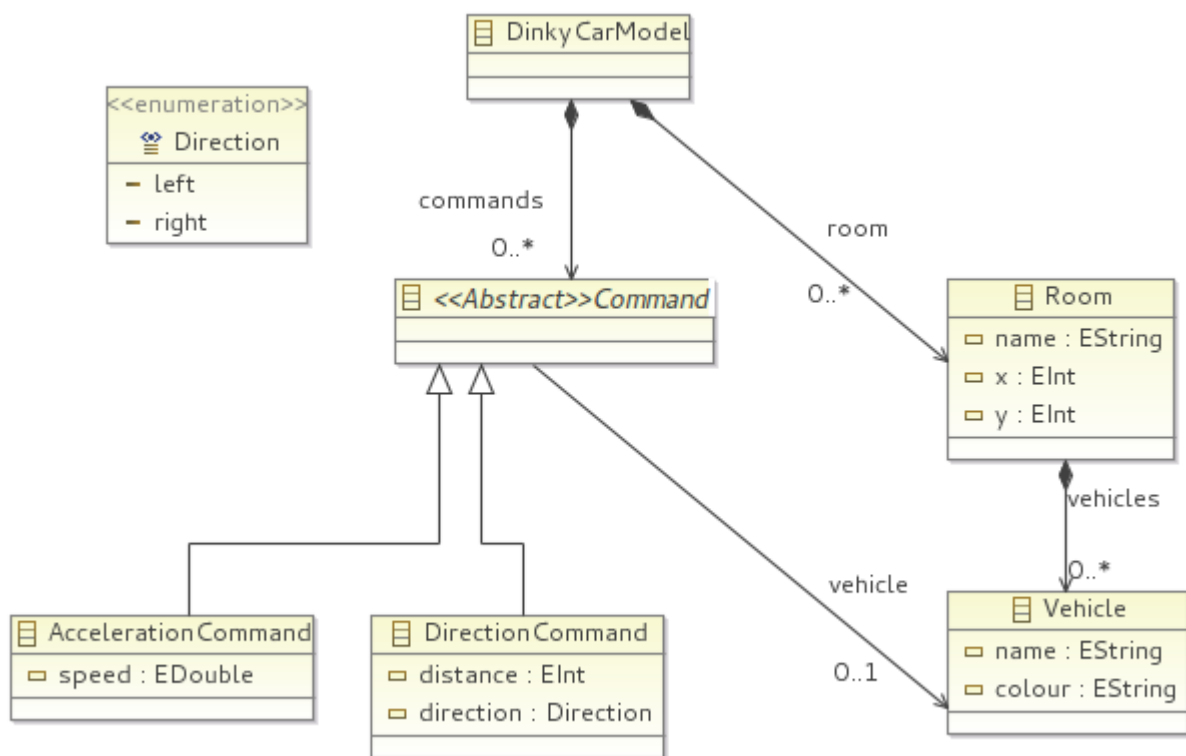 DinkyCarModel
<<enumeration>>
Direction
left
right
commands
0..*
room
0..*
<<Abstract>>Command
Room
name : EString
x : EInt
y : EInt
vehicles
0..*
vehicle
0..1
AccelerationCommand
speed : EDouble
DirectionCommand
distance : EInt
direction : Direction
Vehicle
name : EString
colour : EString